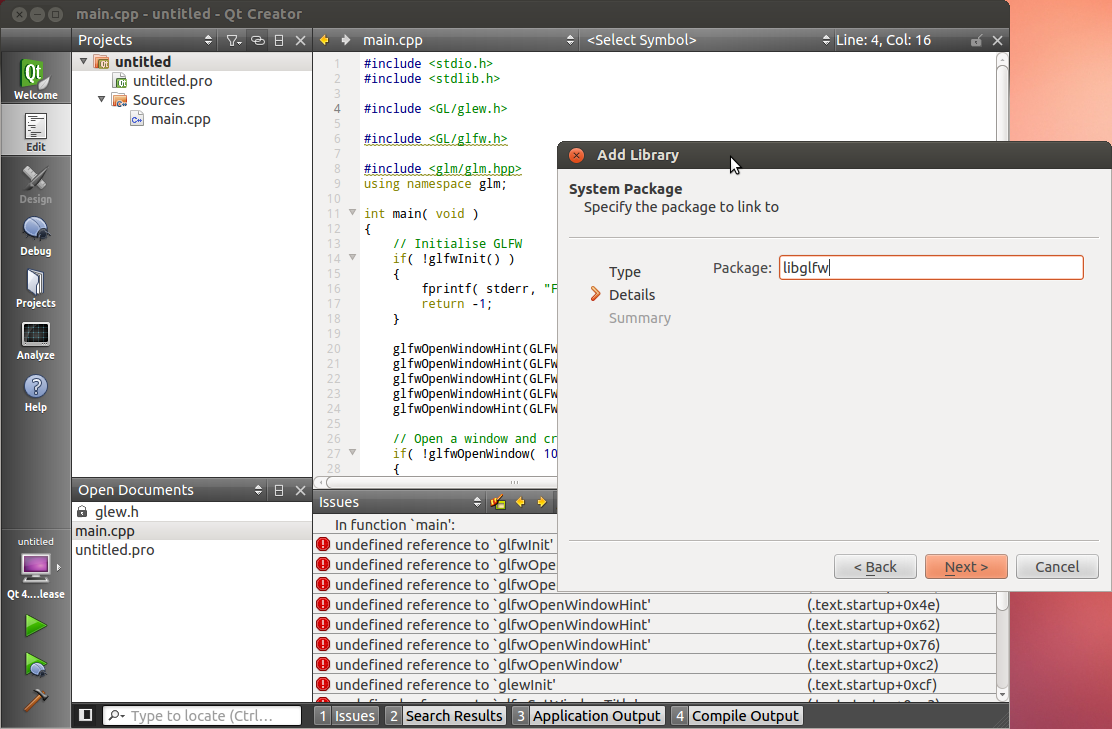 main.cpp - untitled - Qt Creator
Projects
main.cpp
<Select Symbol>
Line: 4, Col: 16
Qt
Welcome
Edit
Design
Debug
Projects
Analyze
? Help
untitled
untitled.pro
Sources
C++ main.cpp
1 #include <stdio.h>
2 #include <stdlib.h>
3
4 #include <GL/glew.h>
5
6 #include <GL/glfw.h>
7
8 #include <glm/glm.hpp>
9 using namespace glm;
10
11 int main( void )
12 {
13 // Initialise GLFW
14 if( !glfwInit() )
15 {
16 fprintf( stderr, "F
17 return -1;
18 }
19
20 glfwOpenWindowHint(GLFW
21 glfwOpenWindowHint(GLFW
22 glfwOpenWindowHint(GLFW
23 glfwOpenWindowHint(GLFW
24 glfwOpenWindowHint(GLFW
25
26 // Open a window and cr
27 if( !glfwOpenWindow( 10
28 {
Add Library
System Package
Specify the package to link to
Type
Details
Summary
Package: libglfw
< Back
Next >
Cancel
Open Documents
glew.h
main.cpp
untitled.pro
untitled
Qt 4....lease
Issues
In function `main':
undefined reference to `glfwInit'
undefined reference to `glfwOpe
undefined reference to `glfwOpe
undefined reference to `glfwOpenWindowHint' (.text.startup+0x4e)
undefined reference to `glfwOpenWindowHint' (.text.startup+0x62)
undefined reference to `glfwOpenWindowHint' (.text.startup+0x76)
undefined reference to `glfwOpenWindow' (.text.startup+0xc2)
undefined reference to `glewInit' (.text.startup+0xcf)
Type to locate (Ctrl...
1 Issues
2 Search Results
3 Application Output
4 Compile Output